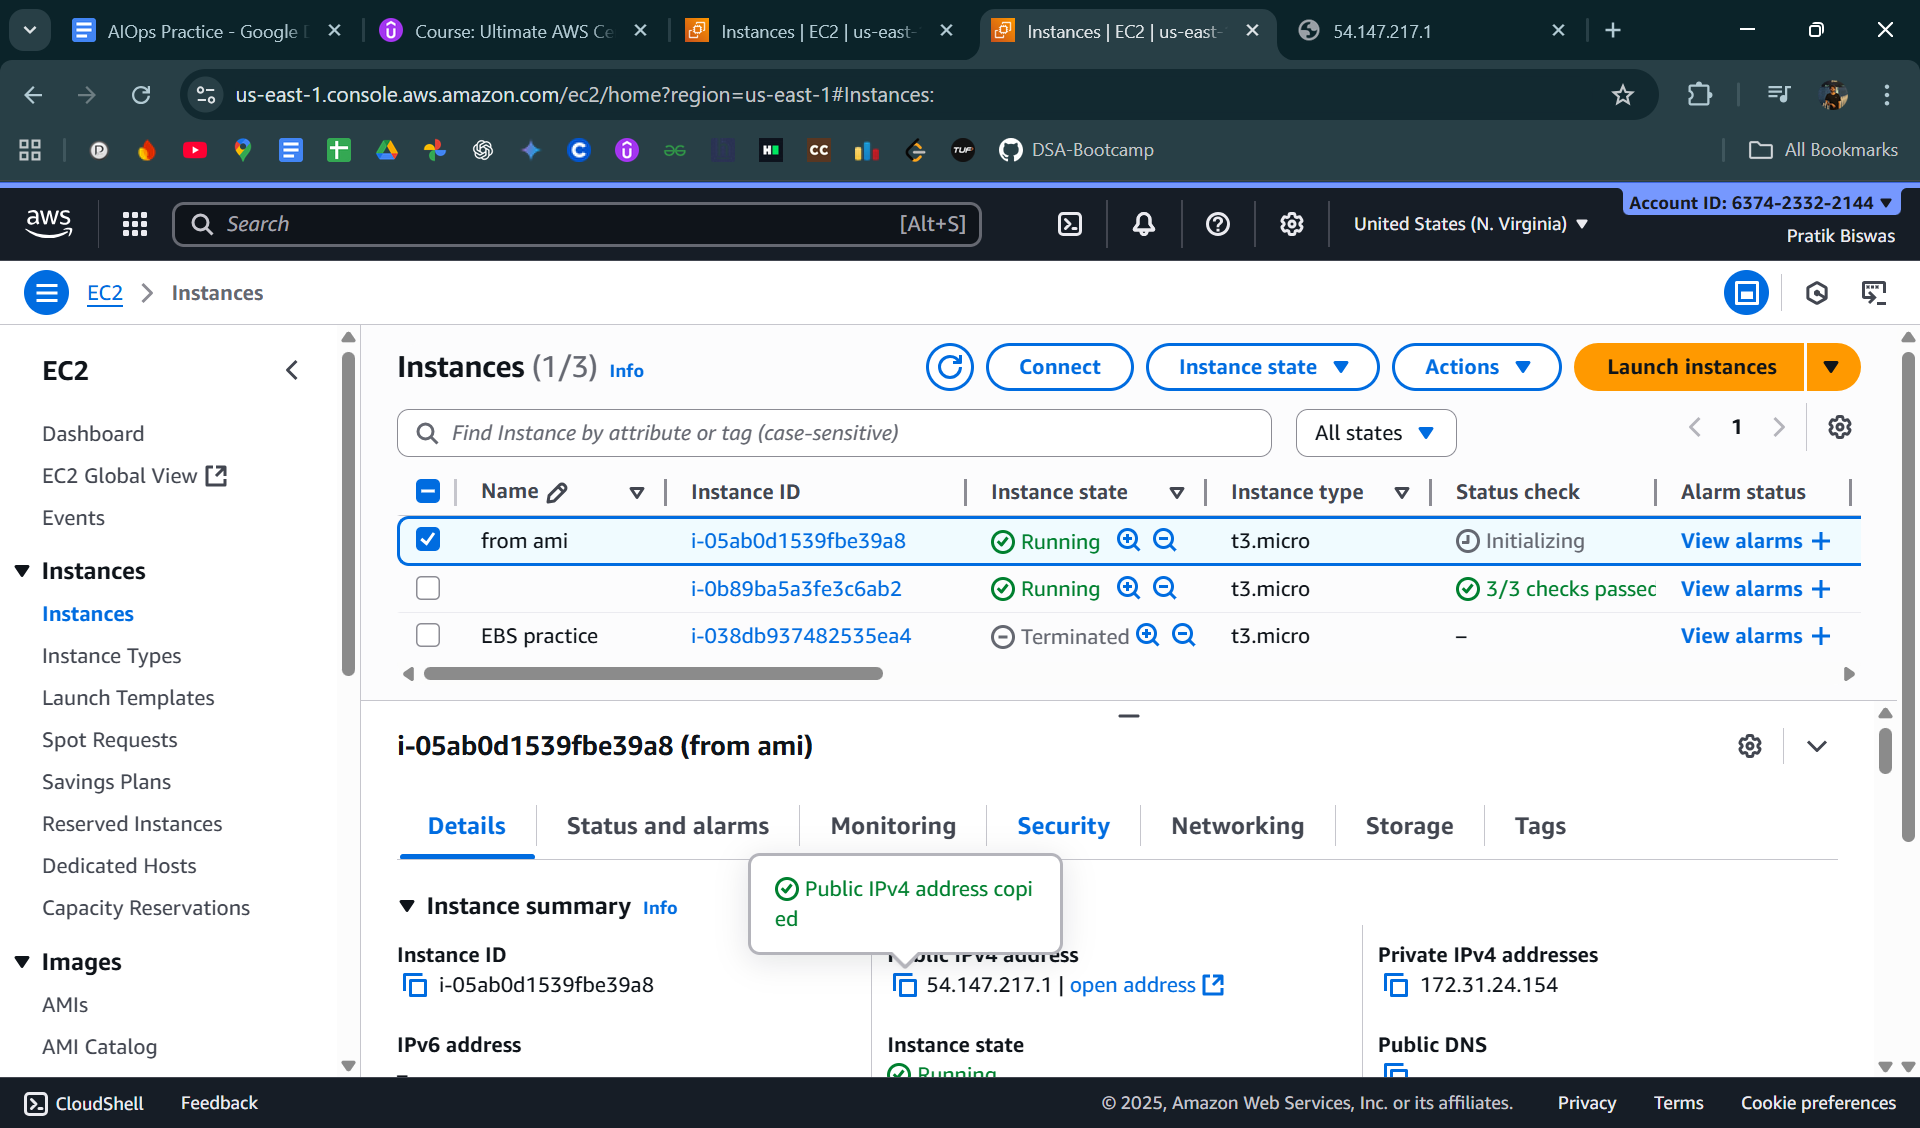 AIOps Practice - Google
Course: Ultimate AWS Ce
Instances | EC2 | us-east-
Instances | EC2 | us-east-
54.147.217.1
us-east-1.console.aws.amazon.com/ec2/home?region=us-east-1#Instances:
DSA-Bootcamp
All Bookmarks
aws
Search
[Alt+S]
United States (N. Virginia)
Account ID: 6374-2332-2144
Pratik Biswas
EC2
Instances
EC2
Dashboard
EC2 Global View
Events
Instances
Instances
Instance Types
Launch Templates
Spot Requests
Savings Plans
Reserved Instances
Dedicated Hosts
Capacity Reservations
Images
AMIs
AMI Catalog
Instances (1/3) Info
Connect
Instance state
Actions
Launch instances
Find Instance by attribute or tag (case-sensitive)
All states
1
Name Instance ID Instance state Instance type Status check Alarm status
from ami i-05ab0d1539fbe39a8 Running t3.micro Initializing View alarms +
i-0b89ba5a3fe3c6ab2 Running t3.micro 3/3 checks passec View alarms +
EBS practice i-038db937482535ea4 Terminated t3.micro – View alarms +
i-05ab0d1539fbe39a8 (from ami)
Details Status and alarms Monitoring Security Networking Storage Tags
Public IPv4 address copi
ed
Instance summary Info
Instance ID
i-05ab0d1539fbe39a8
Public IPv4 address
54.147.217.1 | open address
Private IPv4 addresses
172.31.24.154
IPv6 address
–
Instance state
Running
Public DNS
CloudShell
Feedback
© 2025, Amazon Web Services, Inc. or its affiliates.
Privacy
Terms
Cookie preferences